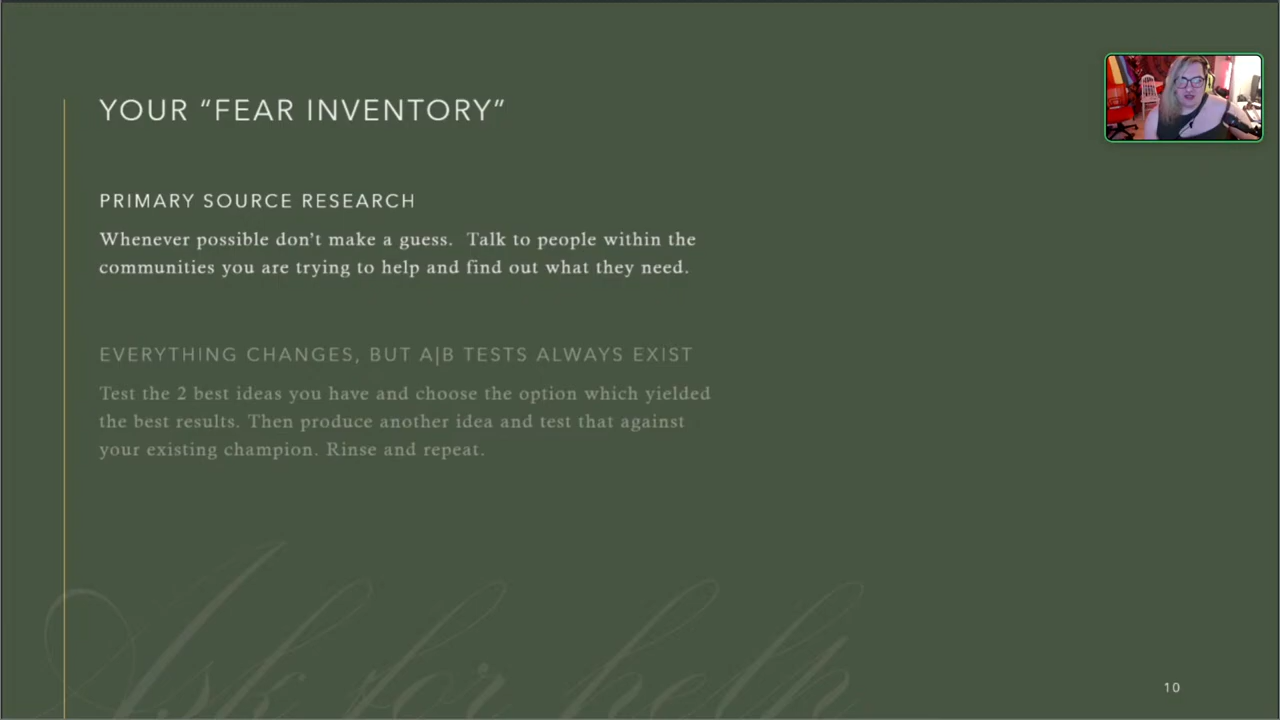 YOUR “FEAR INVENTORY”
PRIMARY SOURCE RESEARCH
Whenever possible don’t make a guess.  Talk to people within the
communities you are trying to help and find out what they need.
EVERYTHING CHANGES, BUT A|B TESTS ALWAYS EXIST
Test the 2 best ideas you have and choose the option which yielded
the best results. Then produce another idea and test that against
your existing champion. Rinse and repeat.
Ask for help
10